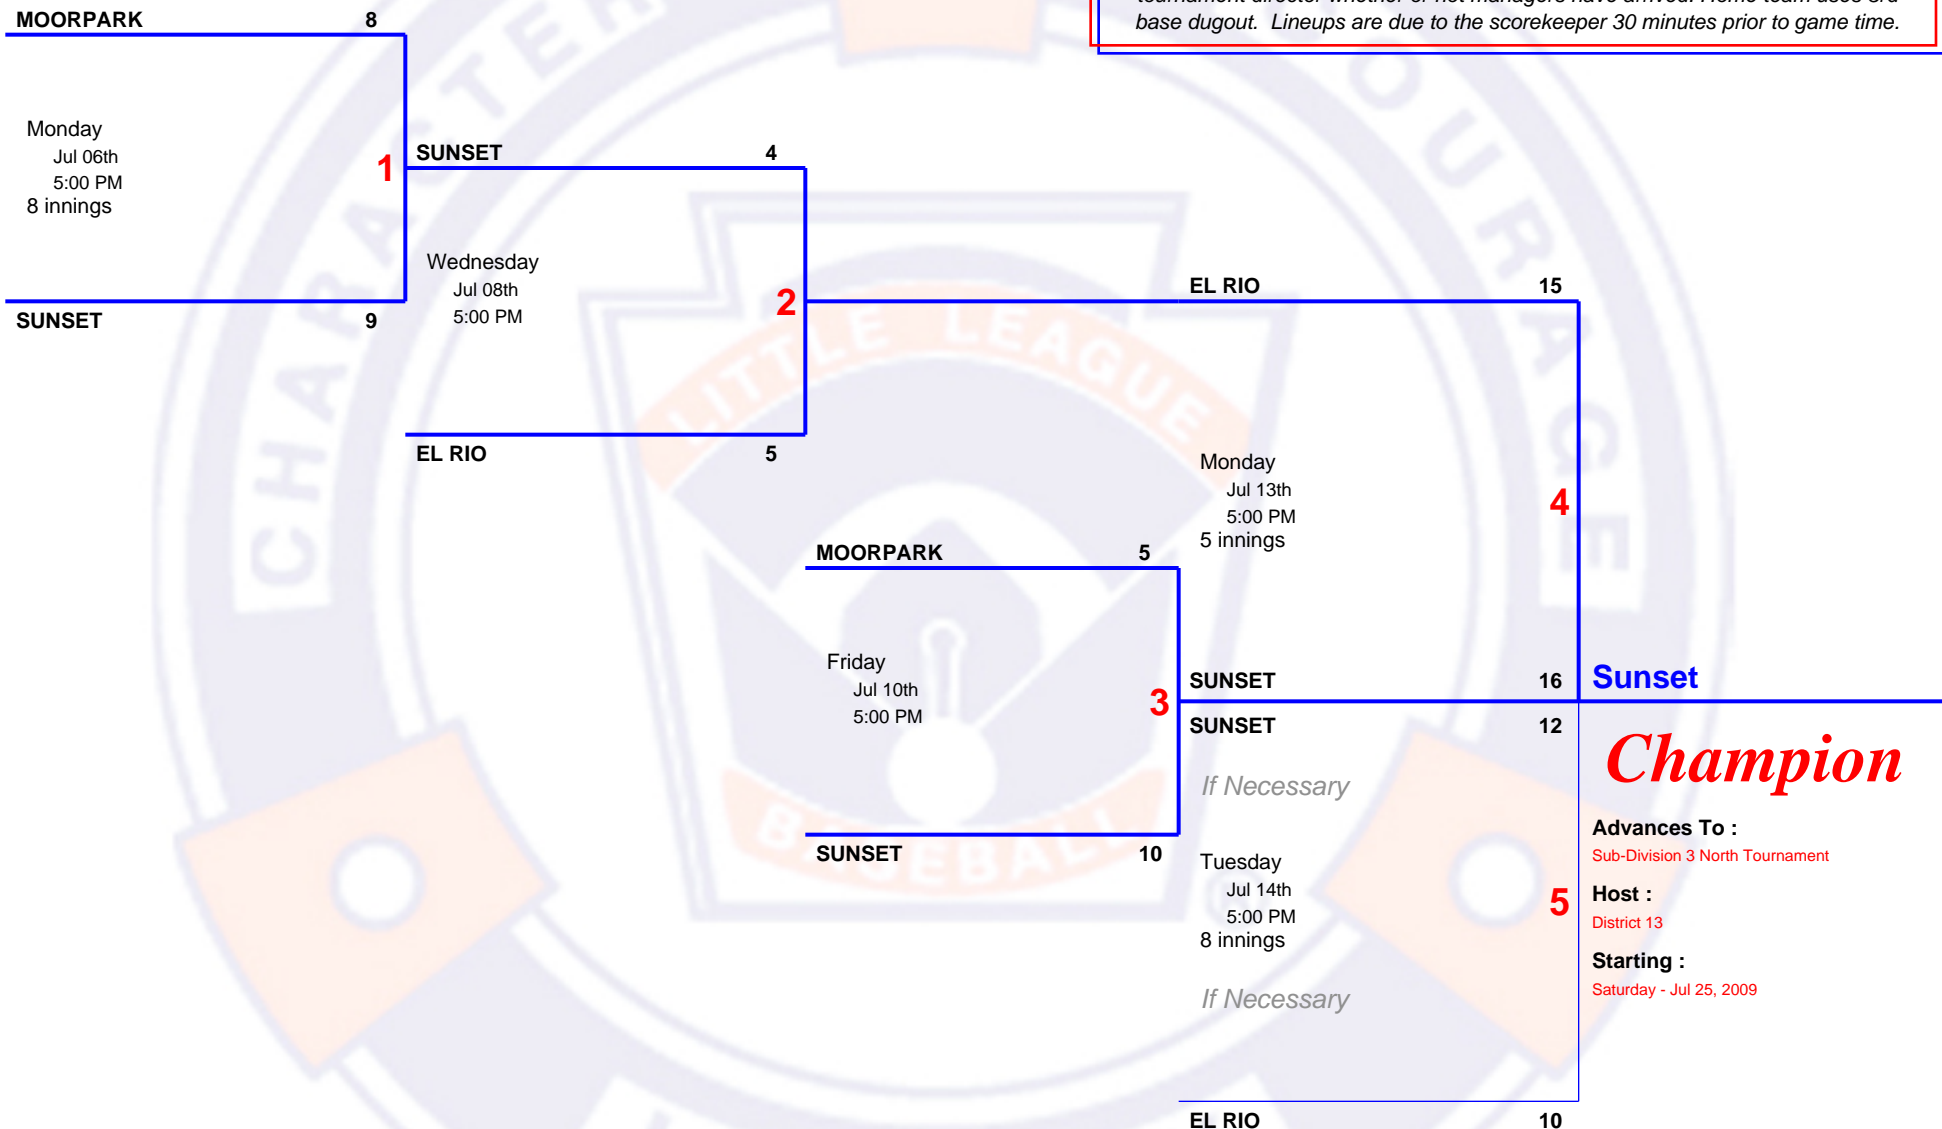 MOORPARK 8
base dugout. Lineups are due to the scorekeeper 30 minutes prior to game time.
Monday
Jul 06th
5:00 PM
8 innings
1
SUNSET 9
SUNSET 4
Wednesday
Jul 08th
5:00 PM
2
EL RIO 5
EL RIO 15
Monday
Jul 13th
5:00 PM
5 innings
4
MOORPARK 5
Friday
Jul 10th
5:00 PM
3
SUNSET 10
SUNSET 16
SUNSET 12
If Necessary
Tuesday
Jul 14th
5:00 PM
8 innings
5
If Necessary
EL RIO 10
Sunset
Champion
Advances To :
Sub-Division 3 North Tournament
Host :
District 13
Starting :
Saturday - Jul 25, 2009
CHARACTER
COURAGE
LITTLE LEAGUE
BASEBALL
®